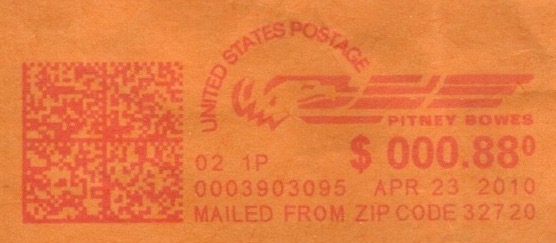 UNITED STATES POSTAGE
PITNEY BOWES
02 1P $ 000.88⁰
0003903095 APR 23 2010
MAILED FROM ZIP CODE 32720